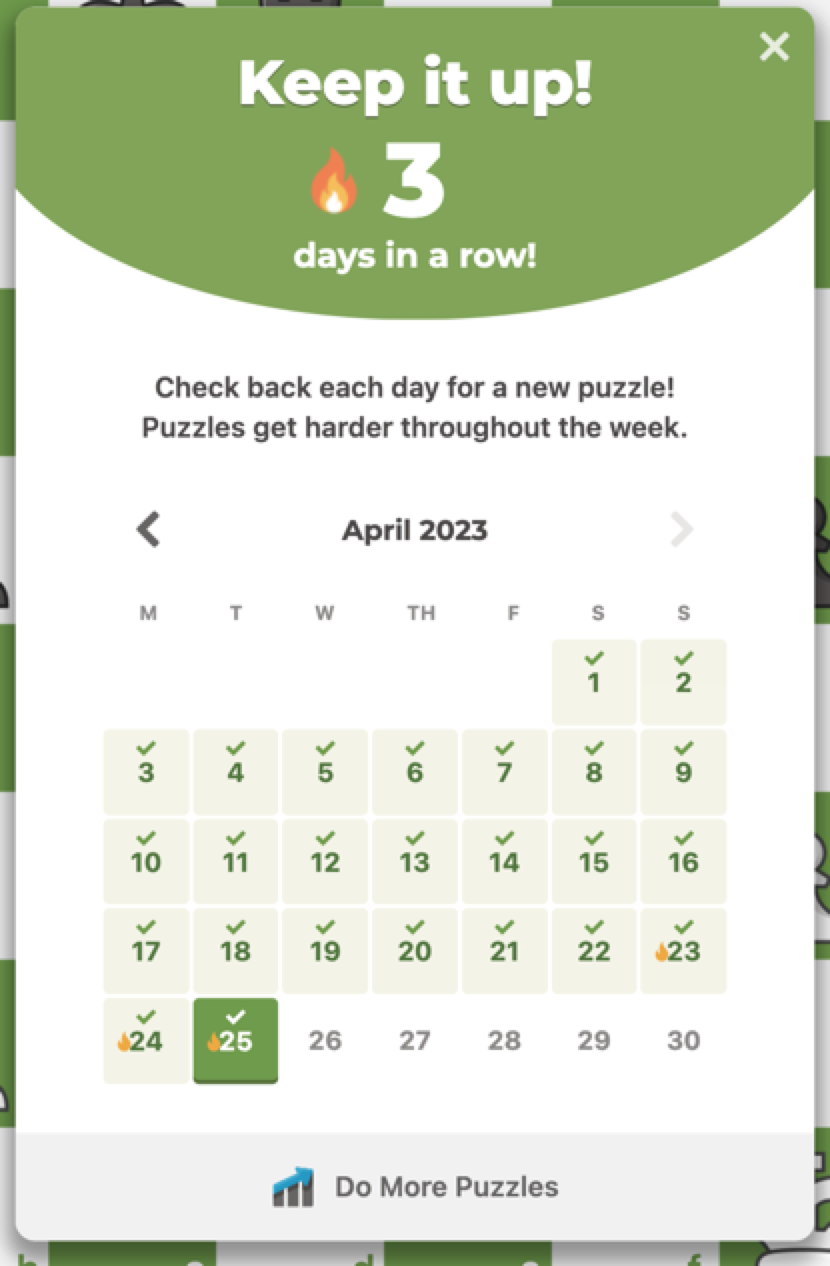 Keep it up!
3
days in a row!
Check back each day for a new puzzle!
Puzzles get harder throughout the week.
April 2023
M T W TH F S S
1 2
3 4 5 6 7 8 9
10 11 12 13 14 15 16
17 18 19 20 21 22 23
24 25 26 27 28 29 30
Do More Puzzles
d f